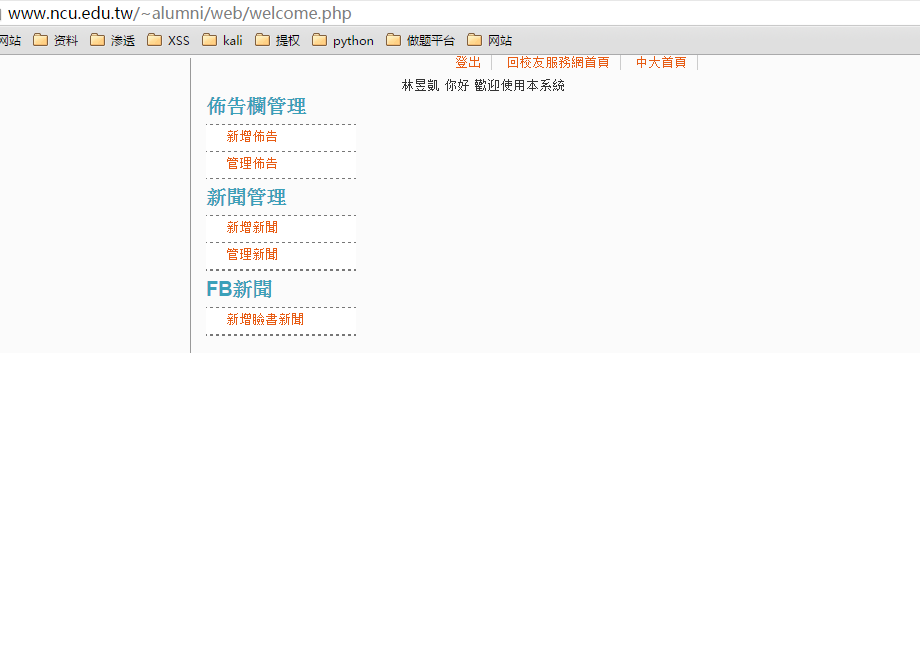 www.ncu.edu.tw/~alumni/web/welcome.php
网站 资料 渗透 XSS kali 提权 python 做题平台 网站
登出 回校友服務網首頁 中大首頁
林昱凱 你好 歡迎使用本系統
佈告欄管理
新增佈告
管理佈告
新聞管理
新增新聞
管理新聞
FB新聞
新增臉書新聞